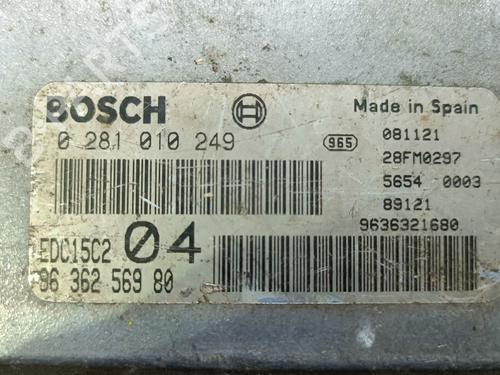 BOSCH
Made in Spain
0 281 010 249
965
081121
28FM0297
5654 0003
89121
9636321680
EDC15C2 04
96 362 569 80